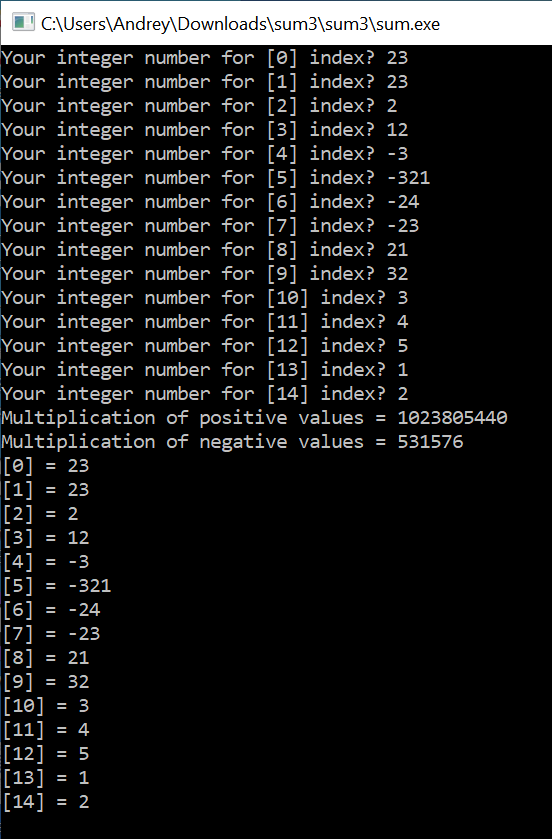 C:\Users\Andrey\Downloads\sum3\sum3\sum.exe
Your integer number for [0] index? 23
Your integer number for [1] index? 23
Your integer number for [2] index? 2
Your integer number for [3] index? 12
Your integer number for [4] index? -3
Your integer number for [5] index? -321
Your integer number for [6] index? -24
Your integer number for [7] index? -23
Your integer number for [8] index? 21
Your integer number for [9] index? 32
Your integer number for [10] index? 3
Your integer number for [11] index? 4
Your integer number for [12] index? 5
Your integer number for [13] index? 1
Your integer number for [14] index? 2
Multiplication of positive values = 1023805440
Multiplication of negative values = 531576
[0] = 23
[1] = 23
[2] = 2
[3] = 12
[4] = -3
[5] = -321
[6] = -24
[7] = -23
[8] = 21
[9] = 32
[10] = 3
[11] = 4
[12] = 5
[13] = 1
[14] = 2